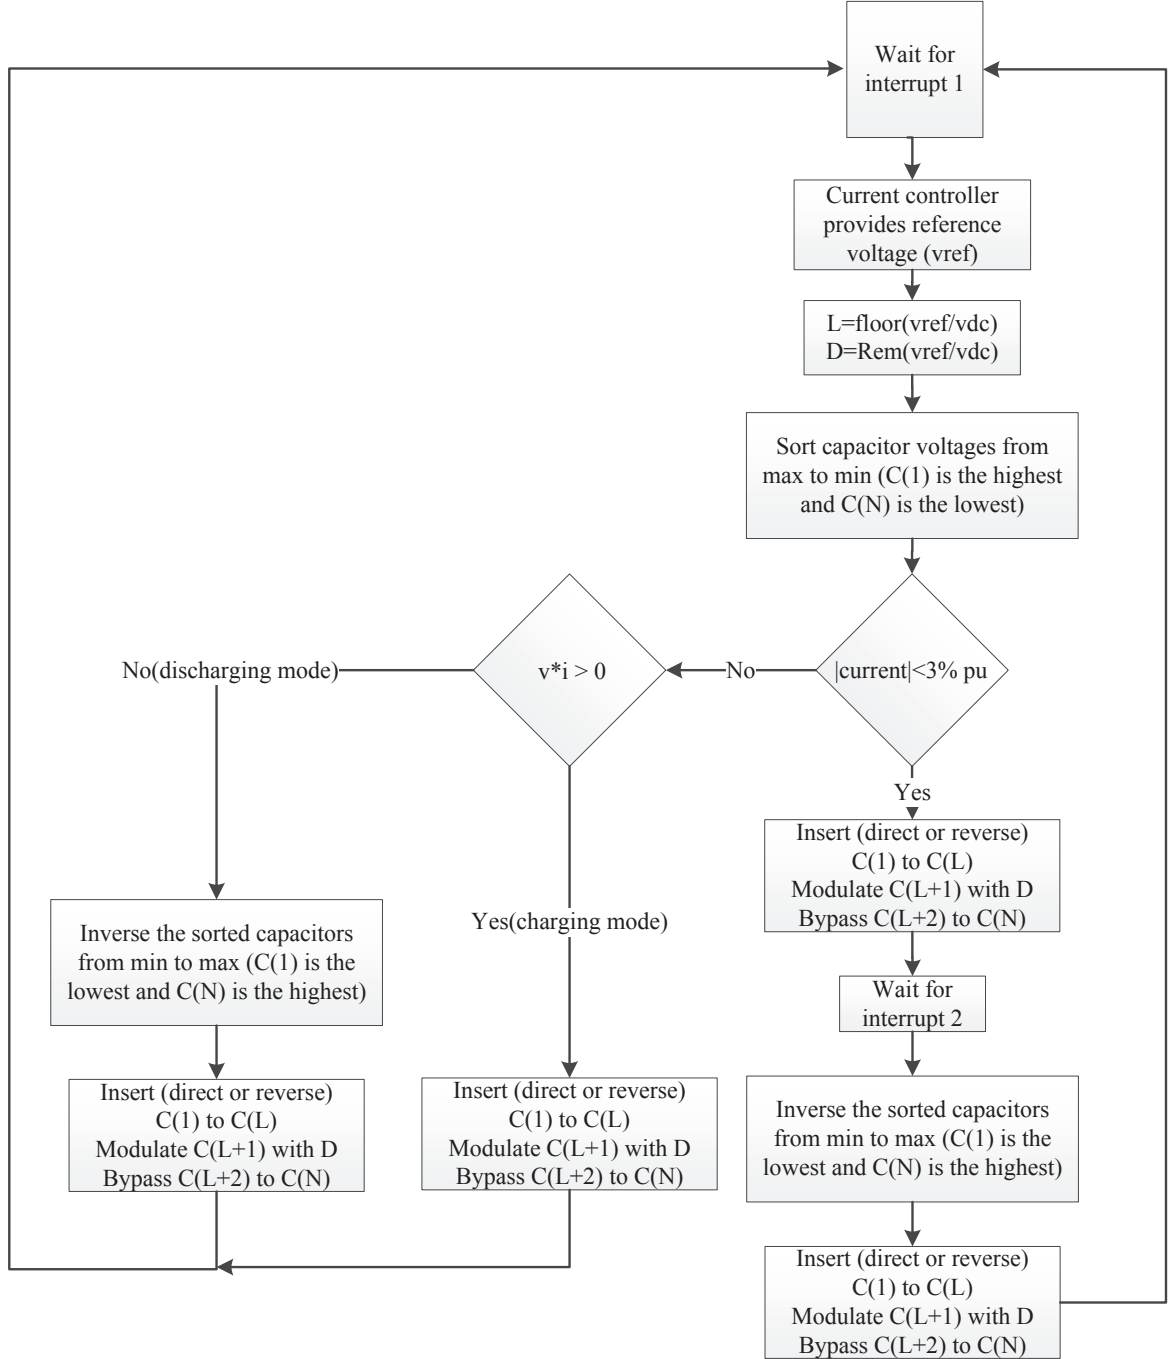 Wait for
interrupt 1
Current controller
provides reference
voltage (vref)
L=floor(vref/vdc)
D=Rem(vref/vdc)
Sort capacitor voltages from
max to min (C(1) is the highest
and C(N) is the lowest)
|current|<3% pu
No
v*i > 0
No(discharging mode)
Yes
Insert (direct or reverse)
C(1) to C(L)
Modulate C(L+1) with D
Bypass C(L+2) to C(N)
Yes(charging mode)
Inverse the sorted capacitors
from min to max (C(1) is the
lowest and C(N) is the highest)
Wait for
interrupt 2
Insert (direct or reverse)
C(1) to C(L)
Modulate C(L+1) with D
Bypass C(L+2) to C(N)
Insert (direct or reverse)
C(1) to C(L)
Modulate C(L+1) with D
Bypass C(L+2) to C(N)
Inverse the sorted capacitors
from min to max (C(1) is the
lowest and C(N) is the highest)
Insert (direct or reverse)
C(1) to C(L)
Modulate C(L+1) with D
Bypass C(L+2) to C(N)